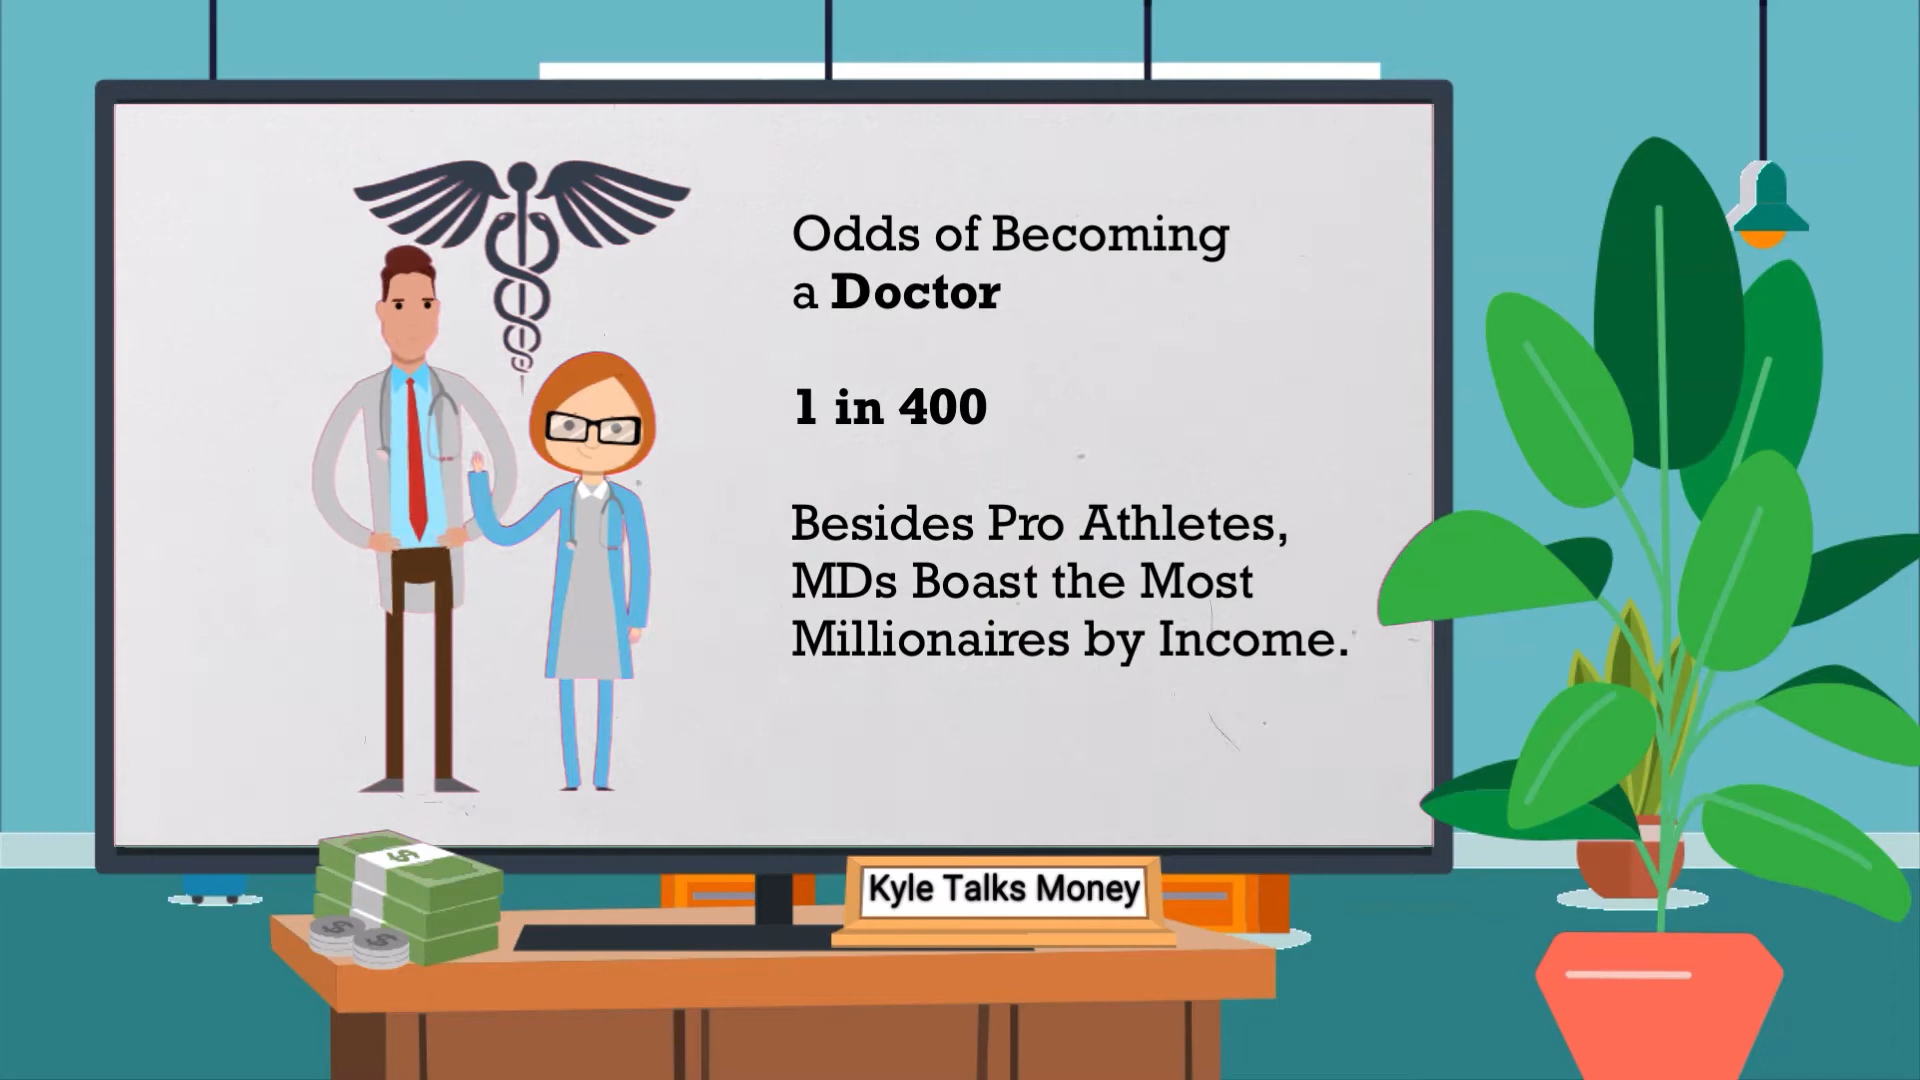 Odds of Becoming
a Doctor
1 in 400
Besides Pro Athletes,
MDs Boast the Most
Millionaires by Income.
Kyle Talks Money